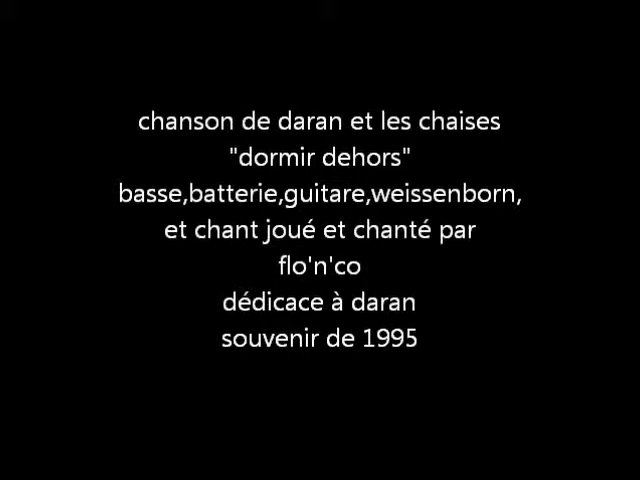 chanson de daran et les chaises
"dormir dehors"
basse,batterie,guitare,weissenborn,
et chant joué et chanté par
flo'n'co
dédicace à daran
souvenir de 1995